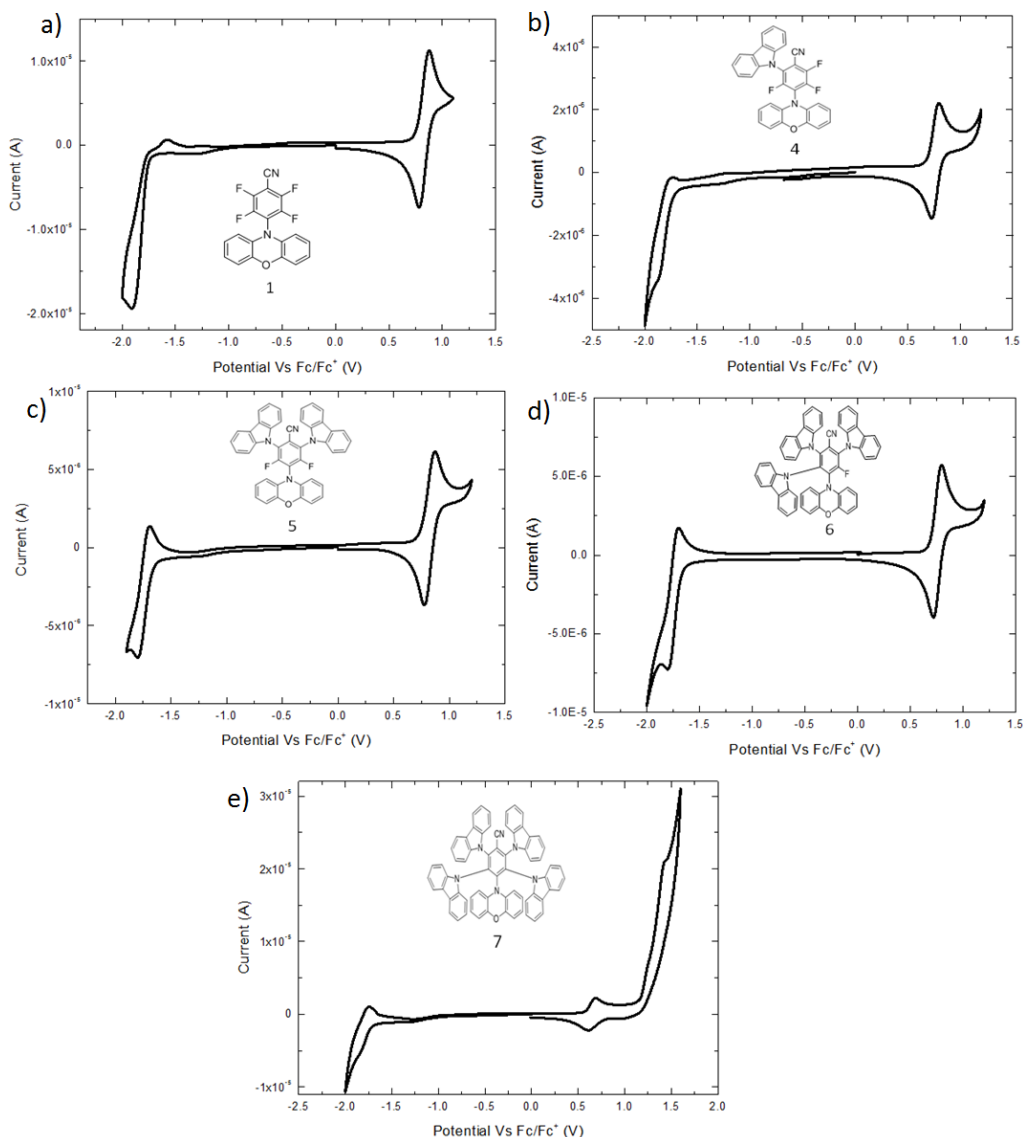 a)
1.0x10⁻⁵
0.0
-1.0x10⁻⁵
-2.0x10⁻⁵
Current (A)
CN
F F
F F
N
O
1
-2.0 -1.5 -1.0 -0.5 0.0 0.5 1.0 1.5
Potential Vs Fc/Fc⁺ (V)
b)
4x10⁻⁶
2x10⁻⁶
0
-2x10⁻⁶
-4x10⁻⁶
Current (A)
CN
N F
F F
N
O
4
-2.5 -2.0 -1.5 -1.0 -0.5 0.0 0.5 1.0 1.5
Potential Vs Fc/Fc⁺ (V)
c)
1x10⁻⁵
5x10⁻⁶
0
-5x10⁻⁶
-1x10⁻⁵
Current (A)
CN
N N
F F
N
O
5
-2.0 -1.5 -1.0 -0.5 0.0 0.5 1.0 1.5
Potential Vs Fc/Fc⁺ (V)
d)
1.0E-5
5.0E-6
0.0
-5.0E-6
-1.0E-5
Current (A)
CN
N N
N F
N
O
6
-2.5 -2.0 -1.5 -1.0 -0.5 0.0 0.5 1.0 1.5
Potential Vs Fc/Fc⁺ (V)
e)
3x10⁻⁵
2x10⁻⁵
1x10⁻⁵
0
-1x10⁻⁵
Current (A)
CN
N N
N N
N
O
7
-2.5 -2.0 -1.5 -1.0 -0.5 0.0 0.5 1.0 1.5 2.0
Potential Vs Fc/Fc⁺ (V)